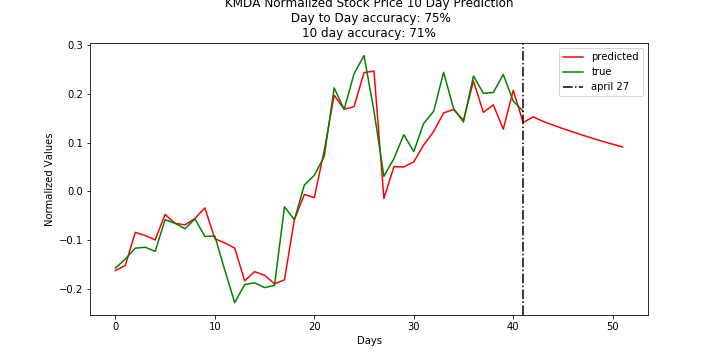 KMDA Normalized Stock Price 10 Day Prediction
Day to Day accuracy: 75%
10 day accuracy: 71%
predicted
true
april 27
Normalized Values
0.3
0.2
0.1
0.0
−0.1
−0.2
0 10 20 30 40 50
Days